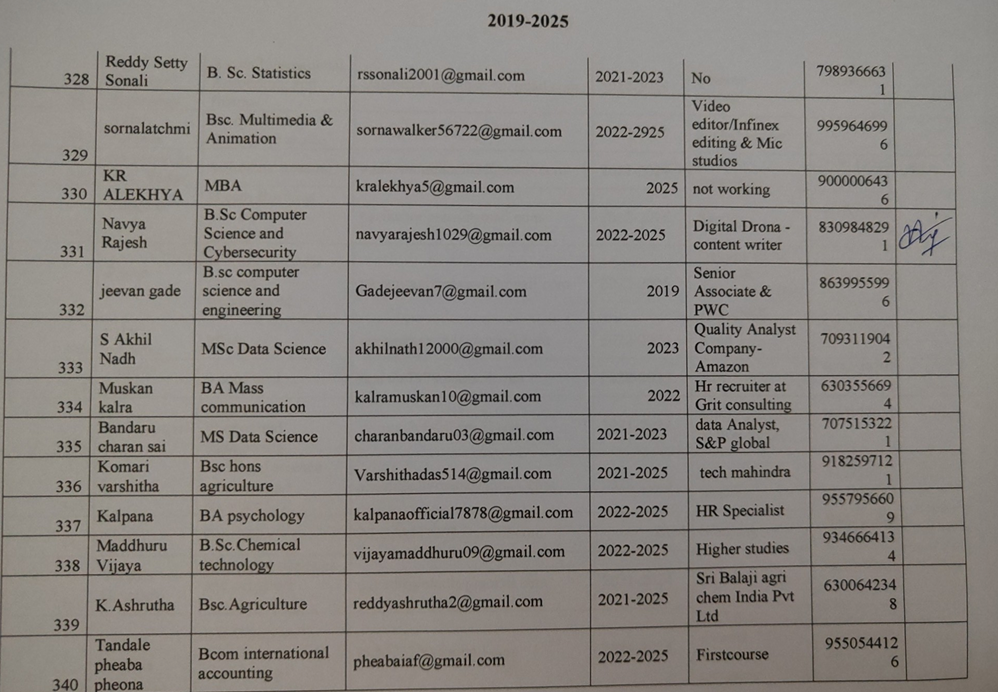 2019-2025
328 Reddy Setty Sonali B. Sc. Statistics rssonali2001@gmail.com 2021-2023 No 7989366631
329 sornalatchmi Bsc. Multimedia & Animation sornawalker56722@gmail.com 2022-2925 Video editor/Infinex editing & Mic studios 9959646996
330 KR ALEKHYA MBA kralekhya5@gmail.com 2025 not working 9000006436
331 Navya Rajesh B.Sc Computer Science and Cybersecurity navyarajesh1029@gmail.com 2022-2025 Digital Drona - content writer 8309848291
332 jeevan gade B.sc computer science and engineering Gadejeevan7@gmail.com 2019 Senior Associate & PWC 8639955996
333 S Akhil Nadh MSc Data Science akhilnath12000@gmail.com 2023 Quality Analyst Company- Amazon 7093119042
334 Muskan kalra BA Mass communication kalramuskan10@gmail.com 2022 Hr recruiter at Grit consulting 6303556694
335 Bandaru charan sai MS Data Science charanbandaru03@gmail.com 2021-2023 data Analyst, S&P global 7075153221
336 Komari varshitha Bsc hons agriculture Varshithadas514@gmail.com 2021-2025 tech mahindra 9182597121
337 Kalpana BA psychology kalpanaofficial7878@gmail.com 2022-2025 HR Specialist 9557956609
338 Maddhuru Vijaya B.Sc.Chemical technology vijayamaddhuru09@gmail.com 2022-2025 Higher studies 9346664134
339 K.Ashrutha Bsc.Agriculture reddyashrutha2@gmail.com 2021-2025 Sri Balaji agri chem India Pvt Ltd 6300642348
340 Tandale pheaba pheona Bcom international accounting pheabaiaf@gmail.com 2022-2025 Firstcourse 9550544126